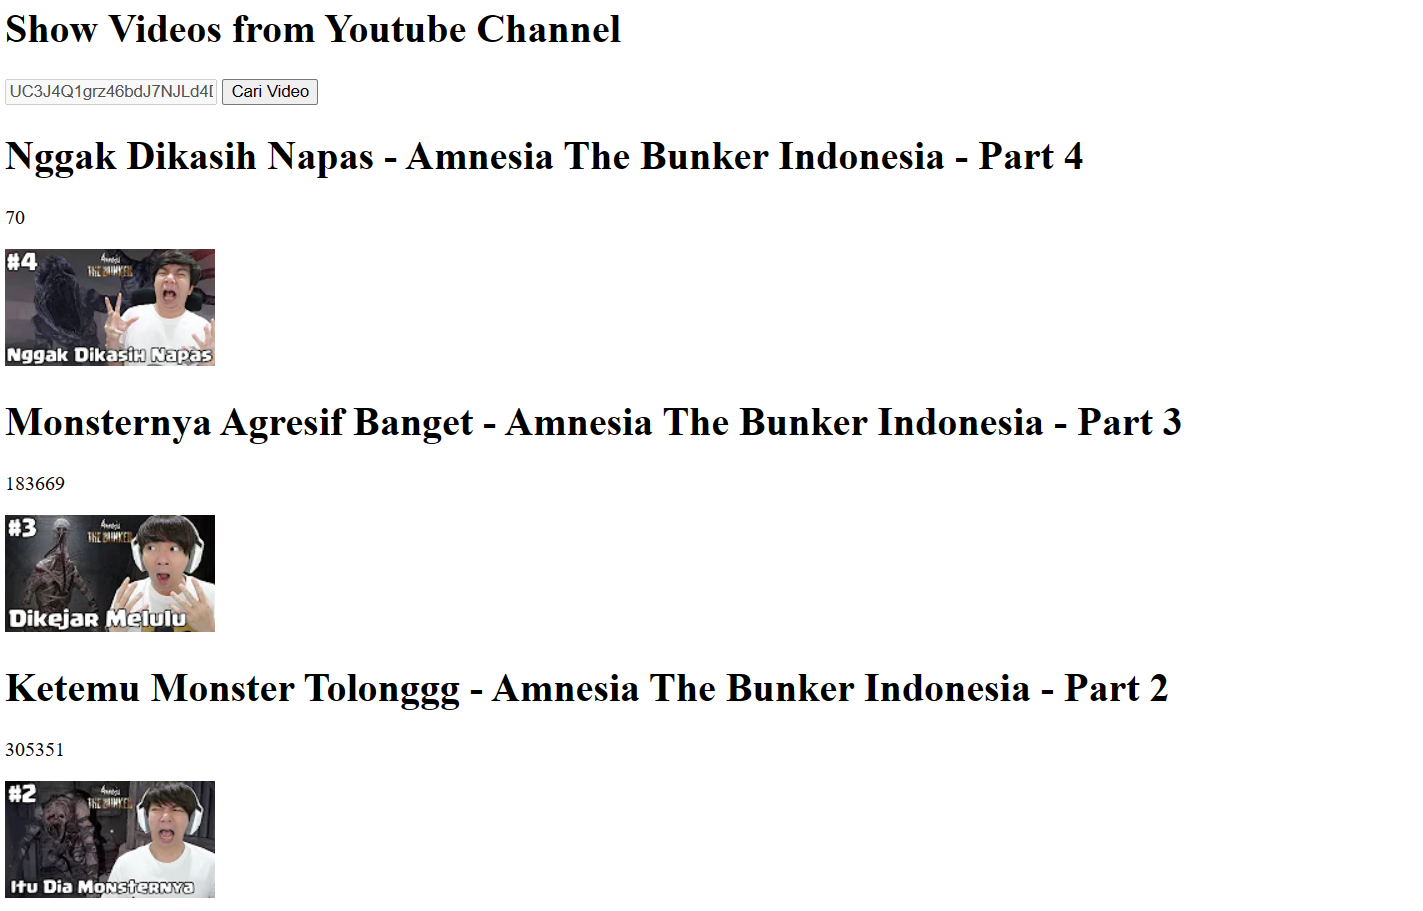 Show Videos from Youtube Channel
UC3J4Q1grz46bdJ7NJLd4 Cari Video
Nggak Dikasih Napas - Amnesia The Bunker Indonesia - Part 4
70
#4 Amnesia
THE BUNKER
Nggak Dikasih Napas
Monsternya Agresif Banget - Amnesia The Bunker Indonesia - Part 3
183669
#3 Amnesia
THE BUNKER
Dikejar Melulu
Ketemu Monster Tolonggg - Amnesia The Bunker Indonesia - Part 2
305351
#2 Amnesia
THE BUNKER
Itu Dia Monsternya